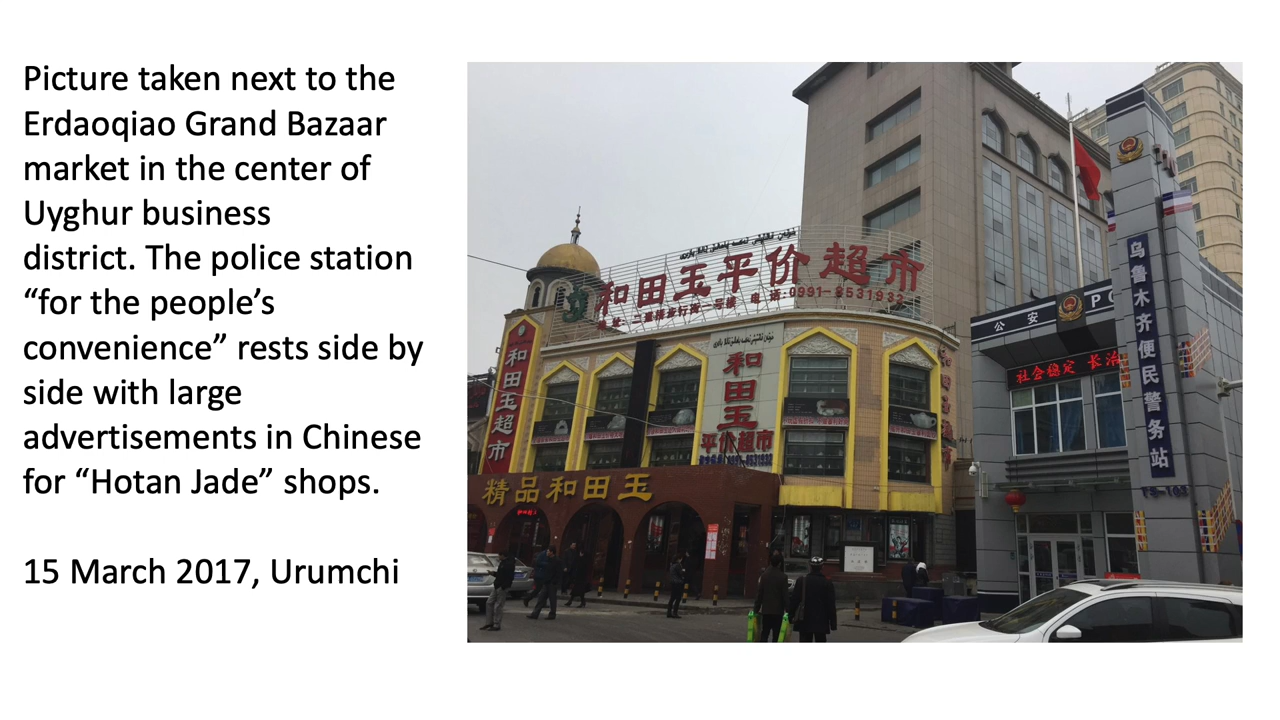 Picture taken next to the
Erdaoqiao Grand Bazaar
market in the center of
Uyghur business
district. The police station
“for the people’s
convenience” rests side by
side with large
advertisements in Chinese
for “Hotan Jade” shops.
15 March 2017, Urumchi
和田玉平价超市
电话:0991-8531932
和田玉超市
和田玉
平价超市
精品和田玉
公安
社会稳定 长治
乌鲁木齐便民警务站